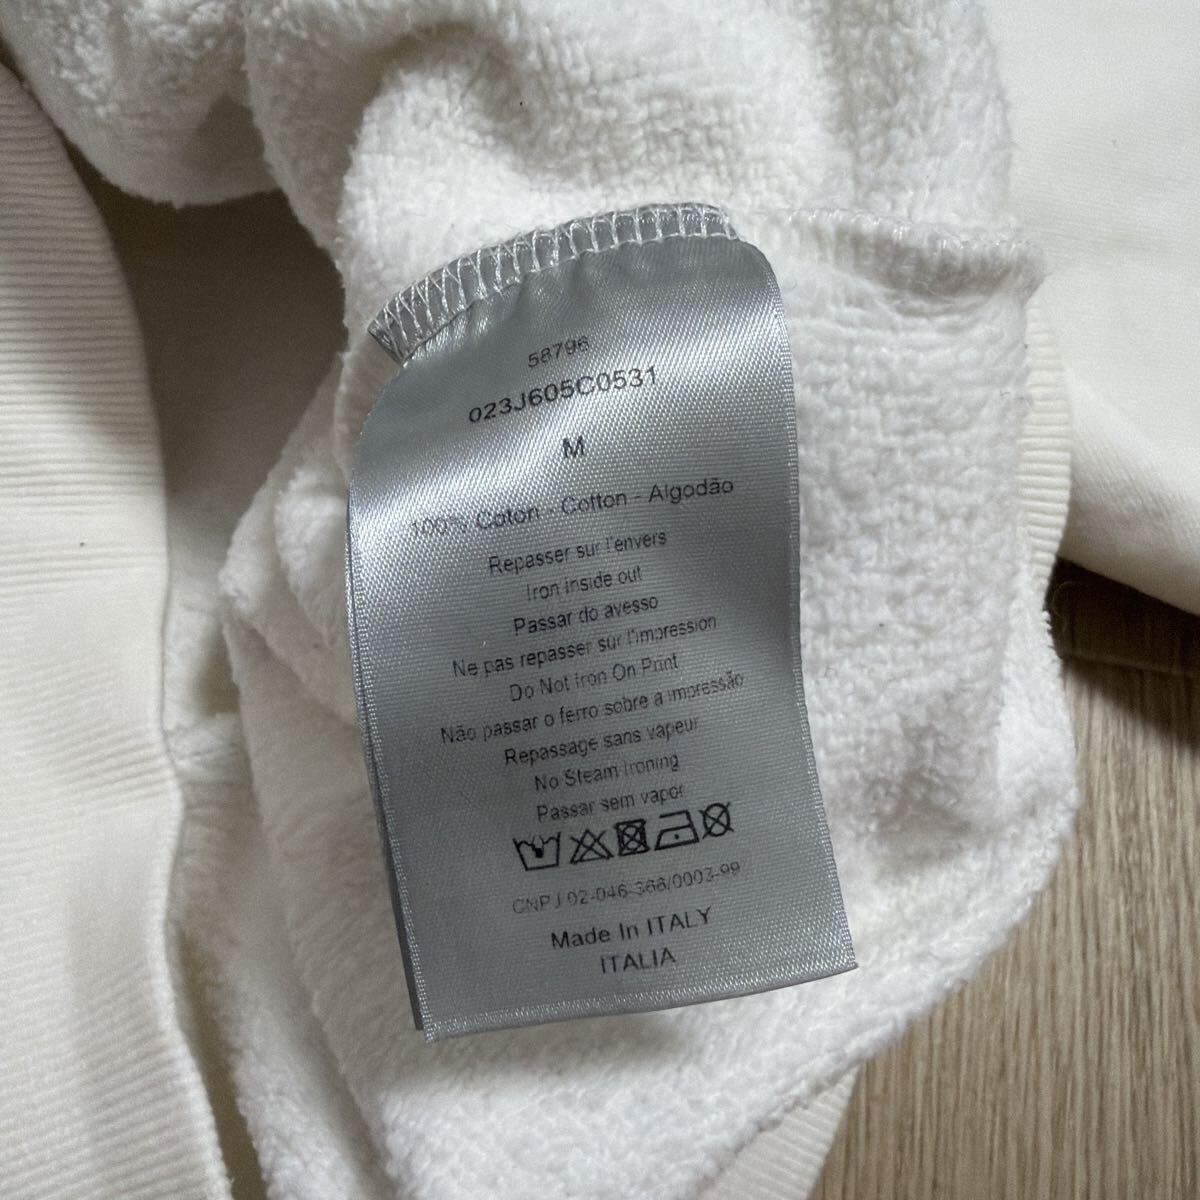 58796
023J605C0531
M
100% Coton - Cotton - Algodão
Repasser sur l'envers
Iron inside out
Passar do avesso
Ne pas repasser sur l'impression
Do Not Iron On Print
Não passar o ferro sobre a impressão
Repassage sans vapeur
No Steam Ironing
Passar sem vapor
CNPJ 02-046-368/0003-99
Made In ITALY
ITALIA